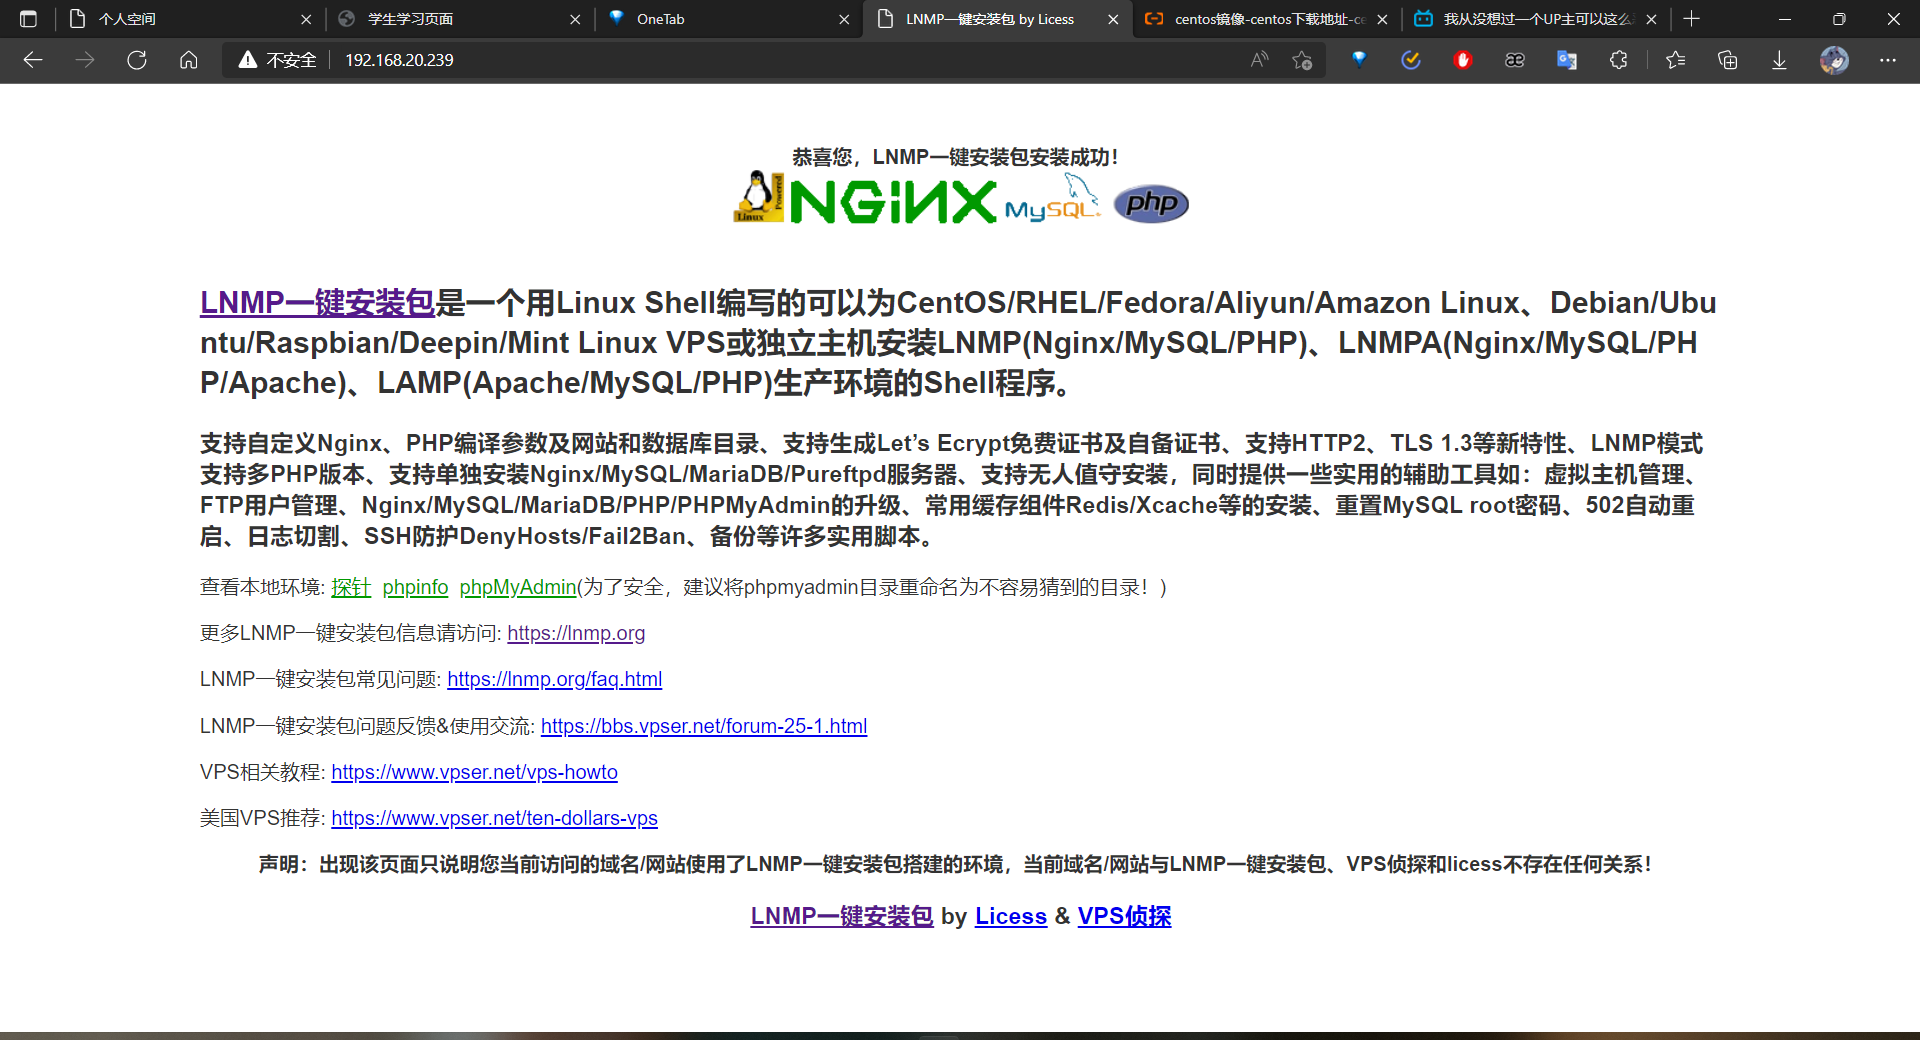 个人空间
学生学习页面
OneTab
LNMP一键安装包 by Licess
centos镜像-centos下载地址-ce
我从没想过一个UP主可以这么
不安全
192.168.20.239
恭喜您，LNMP一键安装包安装成功！
Linux
Powered
NGiNX
MySQL
php
LNMP一键安装包是一个用Linux Shell编写的可以为CentOS/RHEL/Fedora/Aliyun/Amazon Linux、Debian/Ubu
ntu/Raspbian/Deepin/Mint Linux VPS或独立主机安装LNMP(Nginx/MySQL/PHP)、LNMPA(Nginx/MySQL/PH
P/Apache)、LAMP(Apache/MySQL/PHP)生产环境的Shell程序。
支持自定义Nginx、PHP编译参数及网站和数据库目录、支持生成Let’s Ecrypt免费证书及自备证书、支持HTTP2、TLS 1.3等新特性、LNMP模式
支持多PHP版本、支持单独安装Nginx/MySQL/MariaDB/Pureftpd服务器、支持无人值守安装，同时提供一些实用的辅助工具如：虚拟主机管理、
FTP用户管理、Nginx/MySQL/MariaDB/PHP/PHPMyAdmin的升级、常用缓存组件Redis/Xcache等的安装、重置MySQL root密码、502自动重
启、日志切割、SSH防护DenyHosts/Fail2Ban、备份等许多实用脚本。
查看本地环境: 探针 phpinfo phpMyAdmin(为了安全，建议将phpmyadmin目录重命名为不容易猜到的目录！)
更多LNMP一键安装包信息请访问: https://lnmp.org
LNMP一键安装包常见问题: https://lnmp.org/faq.html
LNMP一键安装包问题反馈&使用交流: https://bbs.vpser.net/forum-25-1.html
VPS相关教程: https://www.vpser.net/vps-howto
美国VPS推荐: https://www.vpser.net/ten-dollars-vps
声明：出现该页面只说明您当前访问的域名/网站使用了LNMP一键安装包搭建的环境，当前域名/网站与LNMP一键安装包、VPS侦探和licess不存在任何关系！
LNMP一键安装包 by Licess & VPS侦探